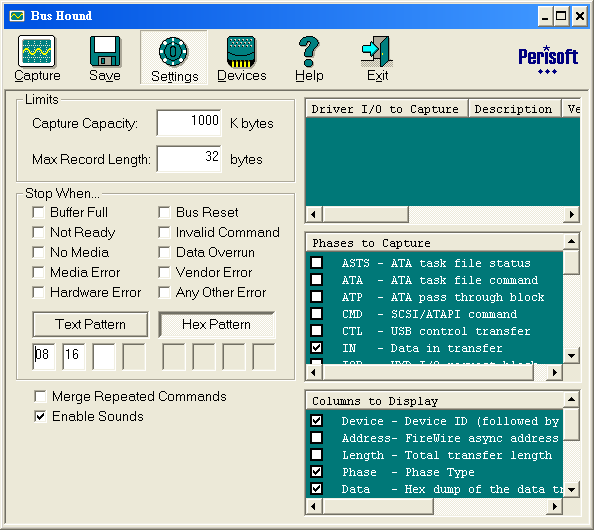 Bus Hound
Capture Save Settings Devices Help Exit
Perisoft
Limits
Capture Capacity: 1000 K bytes
Max Record Length: 32 bytes
Stop When...
Buffer Full Bus Reset
Not Ready Invalid Command
No Media Data Overrun
Media Error Vendor Error
Hardware Error Any Other Error
Text Pattern Hex Pattern
08 16
Merge Repeated Commands
Enable Sounds
Driver I/O to Capture Description Ve
Phases to Capture
ASTS - ATA task file status
ATA - ATA task file command
ATP - ATA pass through block
CMD - SCSI/ATAPI command
CTL - USB control transfer
IN - Data in transfer
Columns to Display
Device - Device ID (followed by
Address- FireWire async address
Length - Total transfer length
Phase - Phase Type
Data - Hex dump of the data tr